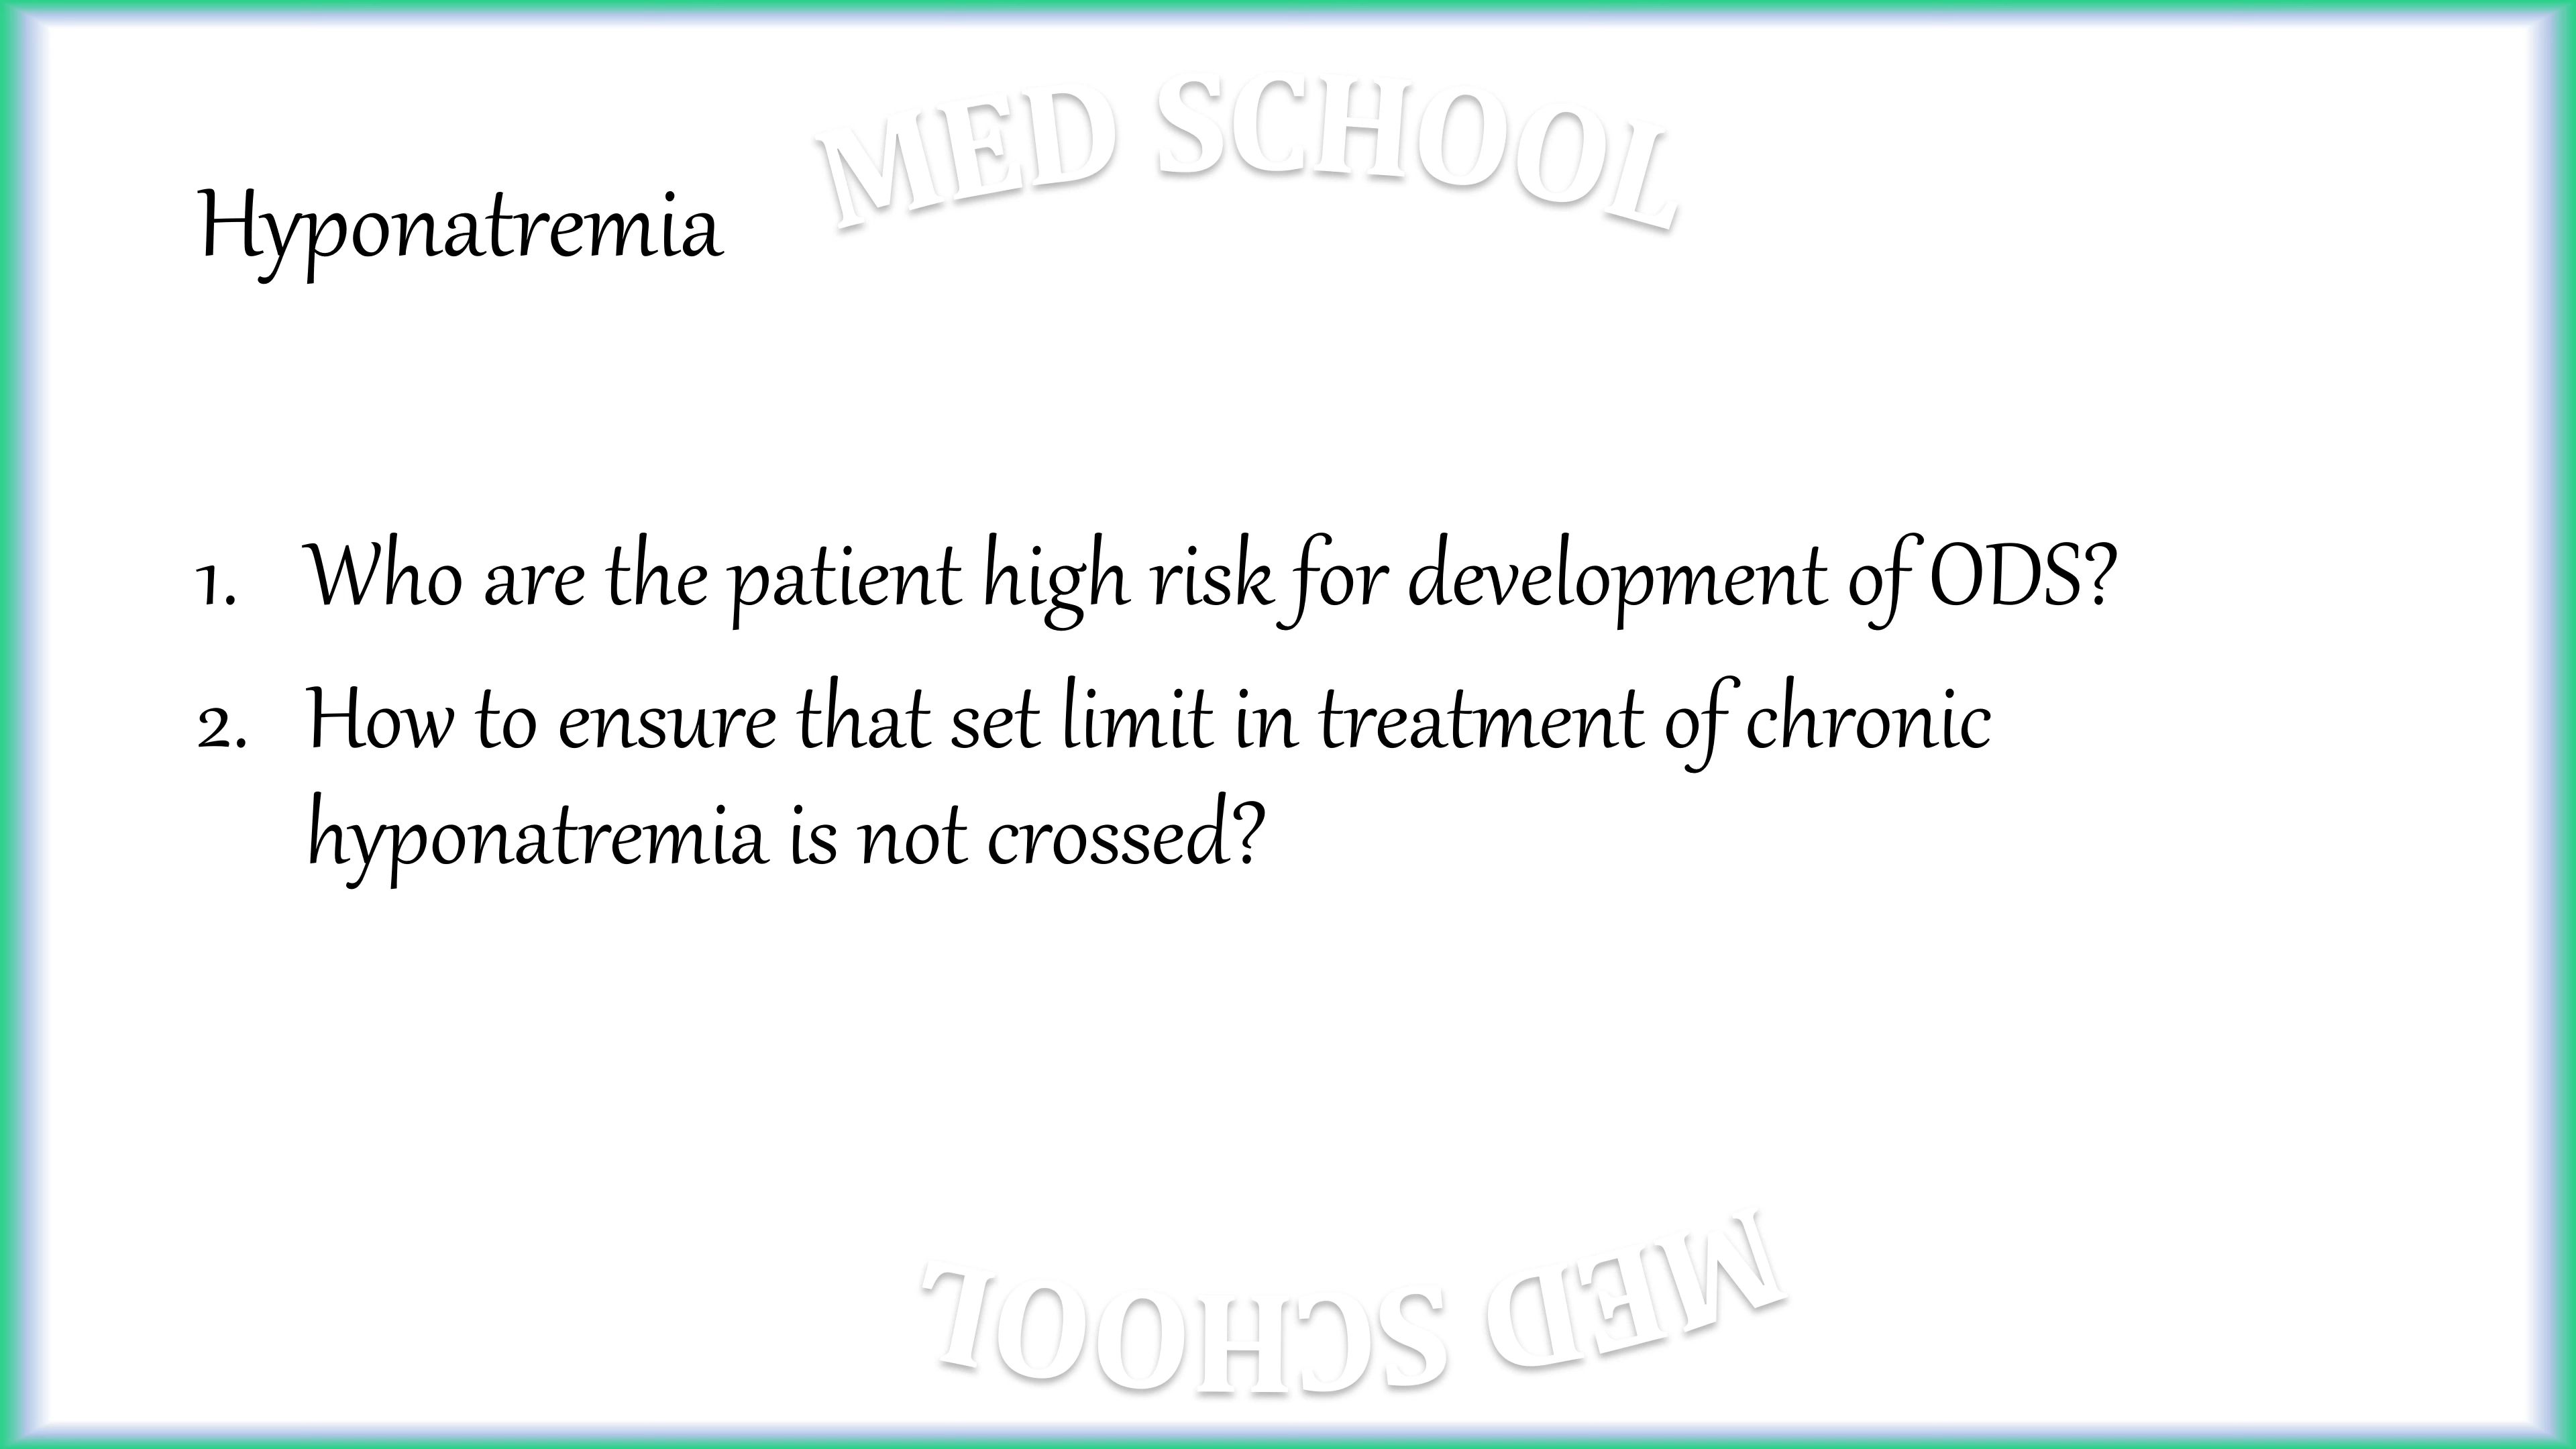 MED SCHOOL
Hyponatremia
1. Who are the patient high risk for development of ODS?
2. How to ensure that set limit in treatment of chronic
hyponatremia is not crossed?
MED SCHOOL